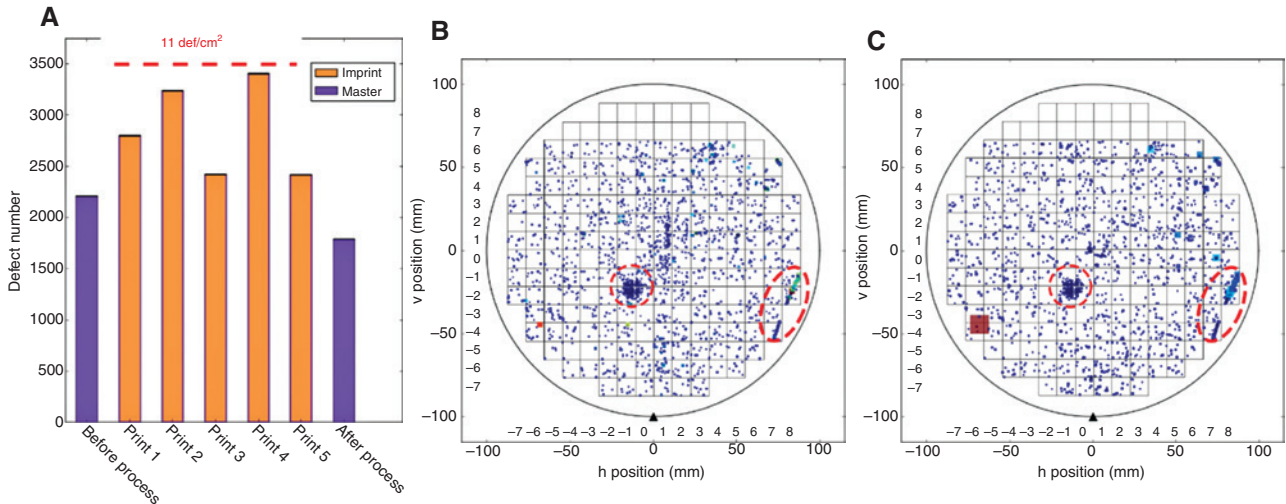 A
11 def/cm²
Imprint
Master
Defect number
3500
3000
2500
2000
1500
1000
500
0
Before process
Print 1
Print 2
Print 3
Print 4
Print 5
After process
B
v position (mm)
100
50
0
−50
−100
8
7
6
5
4
3
2
1
0
−1
−2
−3
−4
−5
−6
−7
−7 −6 −5 −4 −3 −2 −1 0 1 2 3 4 5 6 7 8
−100 −50 0 50 100
h position (mm)
C
v position (mm)
100
50
0
−50
−100
8
7
6
5
4
3
2
1
0
−1
−2
−3
−4
−5
−6
−7
−7 −6 −5 −4 −3 −2 −1 0 1 2 3 4 5 6 7 8
−100 −50 0 50 100
h position (mm)